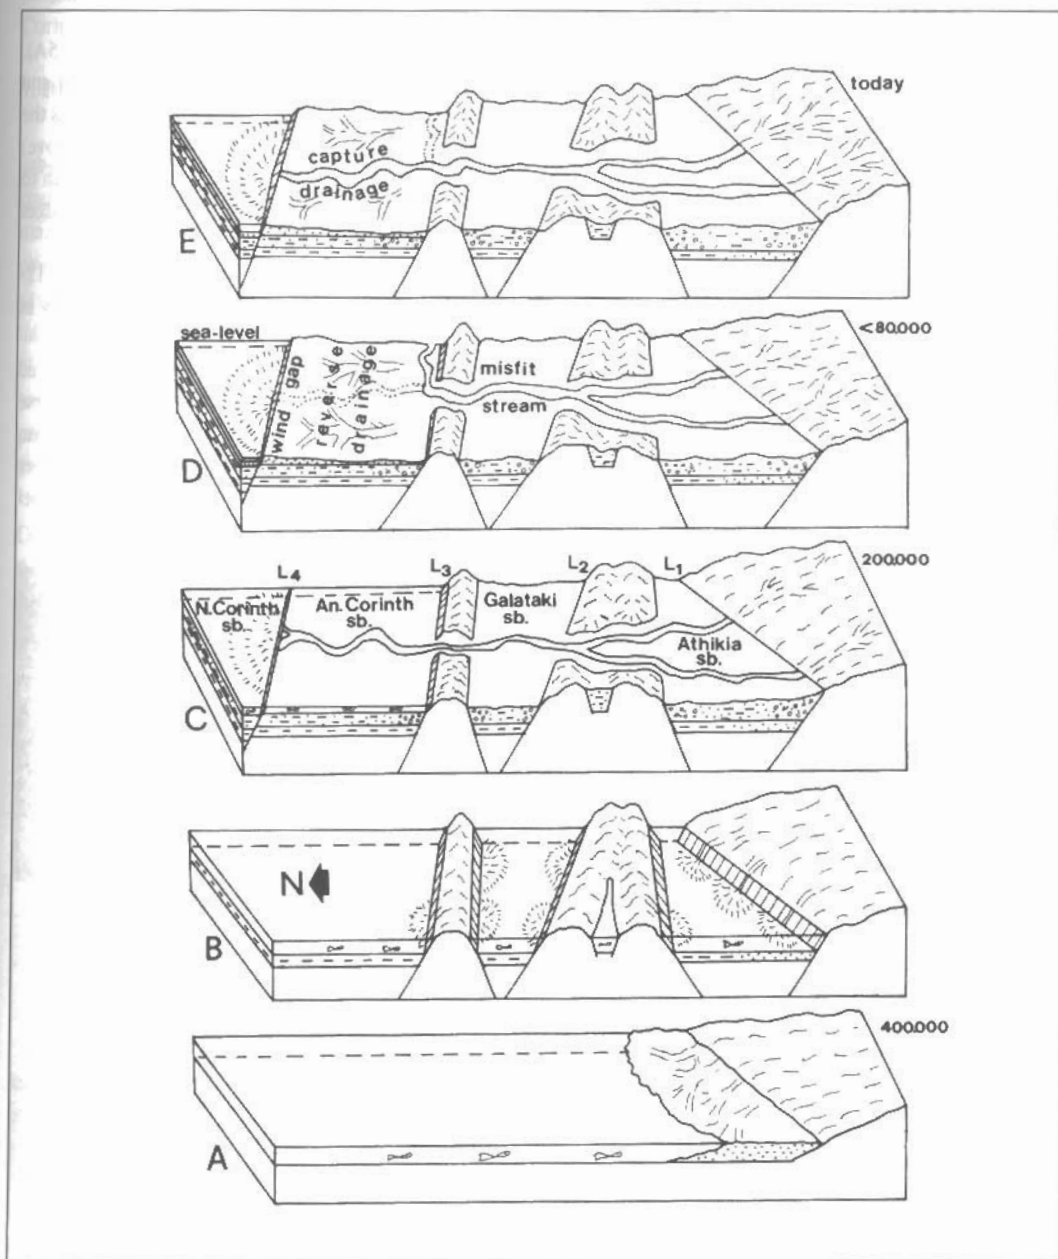 today
capture
drainage
E
sea-level
<80.000
wind gap
reverse
drainage
misfit
stream
D
L4
L3
L2
L1
200.000
N.Corinth
sb.
An.Corinth
sb.
Galataki
sb.
Athikia
sb.
C
N
B
400.000
A